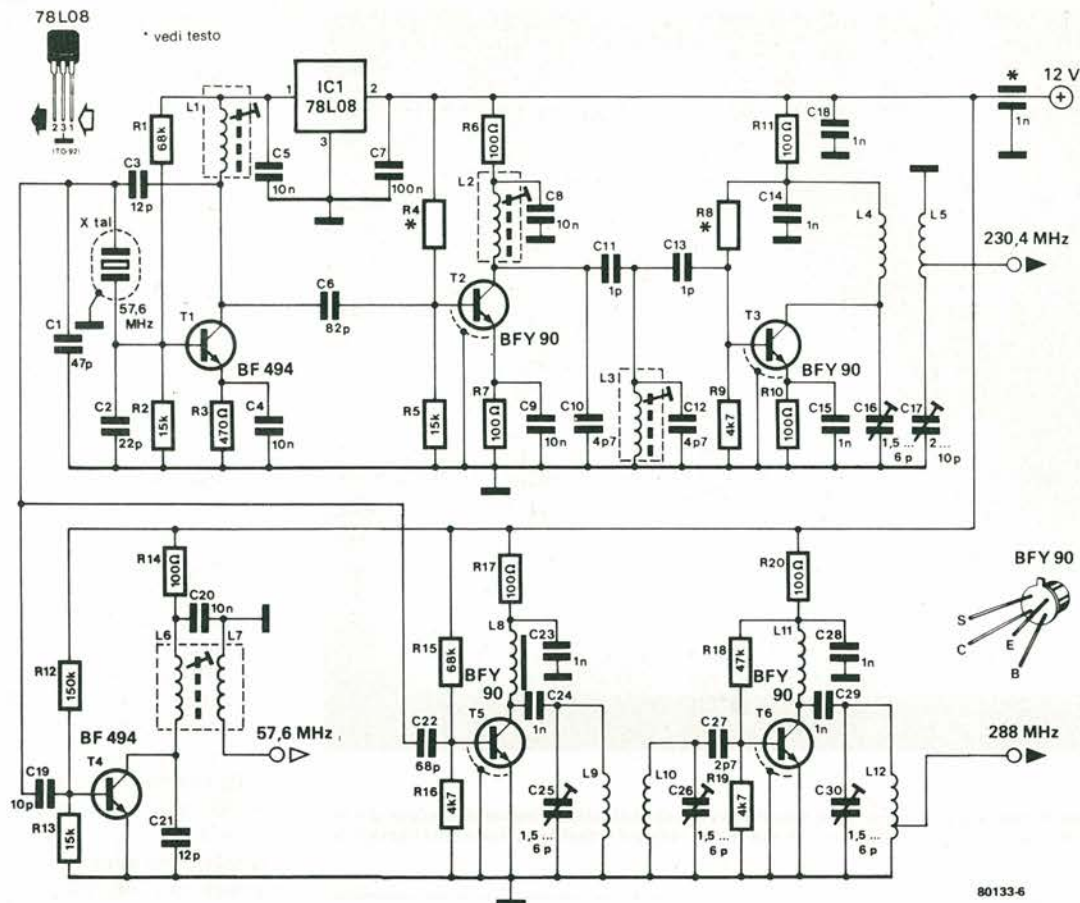 78L08
* vedi testo
2 3 1
(TO-92)
IC1
78L08
1
2
3
*
12 V
1n
L1
R1
68k
C3
12p
C5
10n
C7
100n
R4
*
R6
100Ω
L2
C8
10n
R11
100Ω
C18
1n
C14
1n
R8
*
L4
L5
230,4 MHz
X tal
57,6
MHz
C1
47p
T1
BF 494
C6
82p
T2
BFY 90
C11
1p
C13
1p
T3
BFY 90
C2
22p
R2
15k
R3
470Ω
C4
10n
R5
15k
R7
100Ω
C9
10n
C10
4p7
L3
C12
4p7
R9
4k7
R10
100Ω
C15
1n
C16
1,5 ...
6 p
C17
2 ...
10p
R14
100Ω
C20
10n
L6
L7
R12
150k
57,6 MHz
BF 494
T4
C19
10p
R13
15k
C21
12p
R17
100Ω
L8
C23
1n
R15
68k
BFY
90
C24
1n
T5
C22
68p
R16
4k7
C25
1,5 ...
6p
L9
L10
C26
1,5 ...
6p
R20
100Ω
L11
C28
1n
R18
47k
BFY
90
C29
1n
C27
2p7
T6
R19
4k7
C30
1,5 ...
6p
L12
288 MHz
BFY 90
S
C
E
B
80133-6